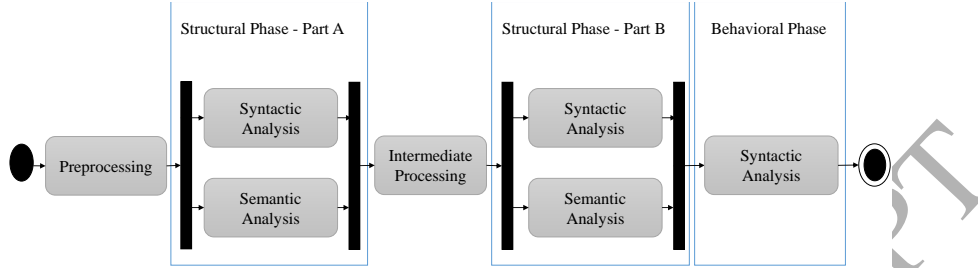 Structural Phase - Part A
Structural Phase - Part B
Behavioral Phase
Preprocessing
Syntactic
Analysis
Semantic
Analysis
Intermediate
Processing
Syntactic
Analysis
Semantic
Analysis
Syntactic
Analysis
PT